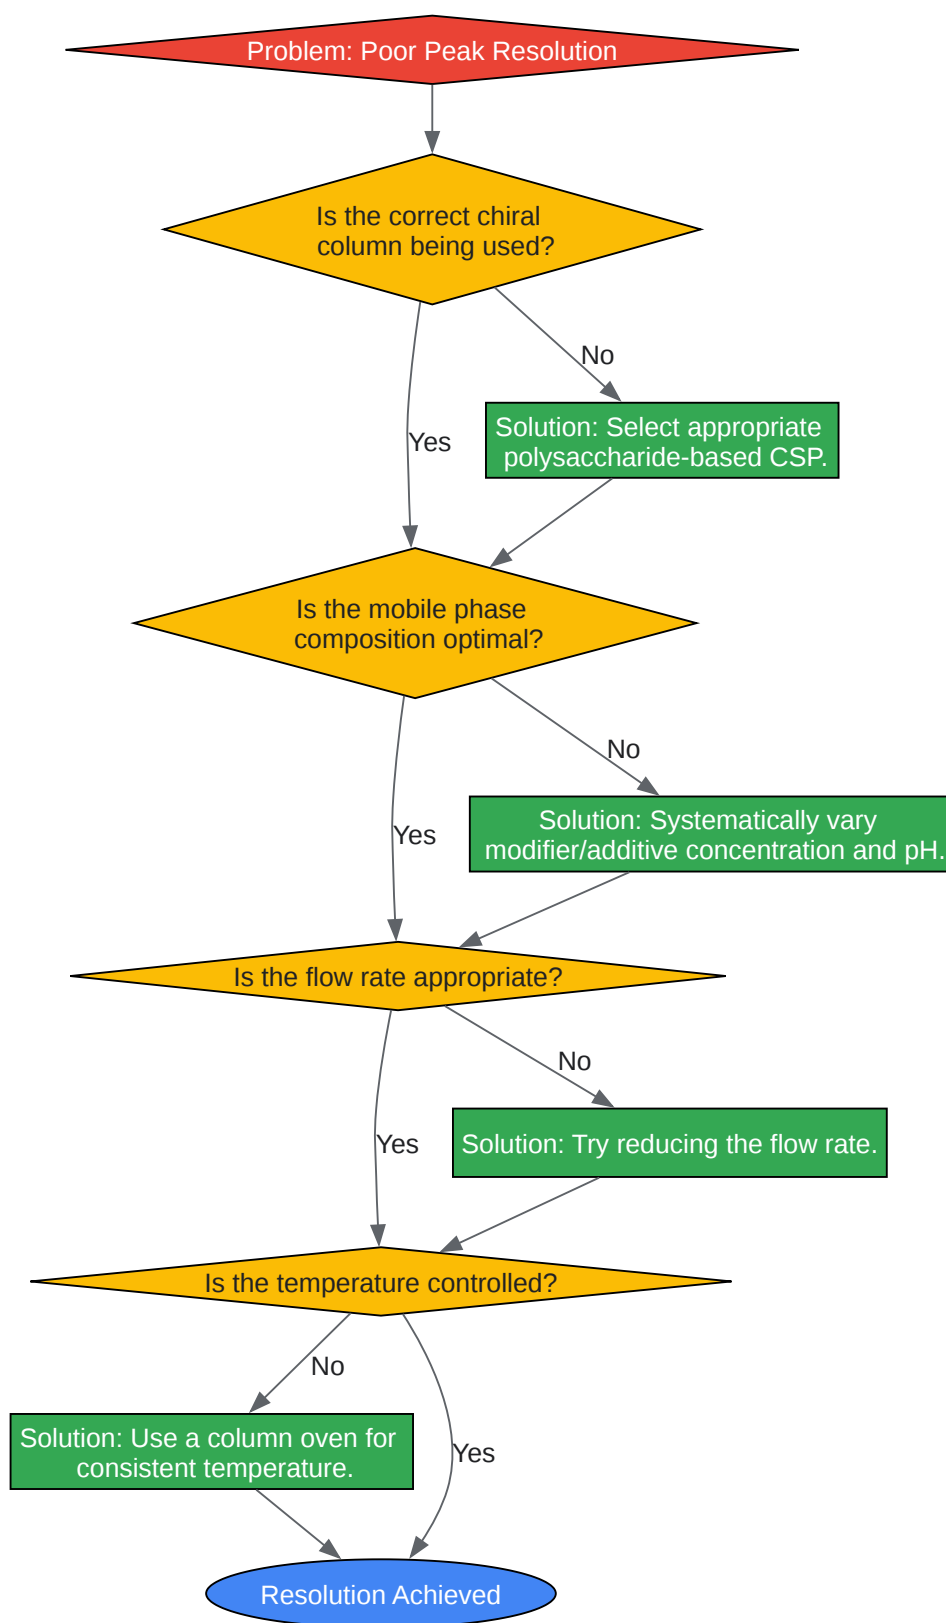 Problem: Poor Peak Resolution
Is the correct chiral
column being used?
No
Yes
Solution: Select appropriate
polysaccharide-based CSP.
Is the mobile phase
composition optimal?
No
Yes
Solution: Systematically vary
modifier/additive concentration and pH.
Is the flow rate appropriate?
No
Yes
Solution: Try reducing the flow rate.
Is the temperature controlled?
No
Yes
Solution: Use a column oven for
consistent temperature.
Resolution Achieved